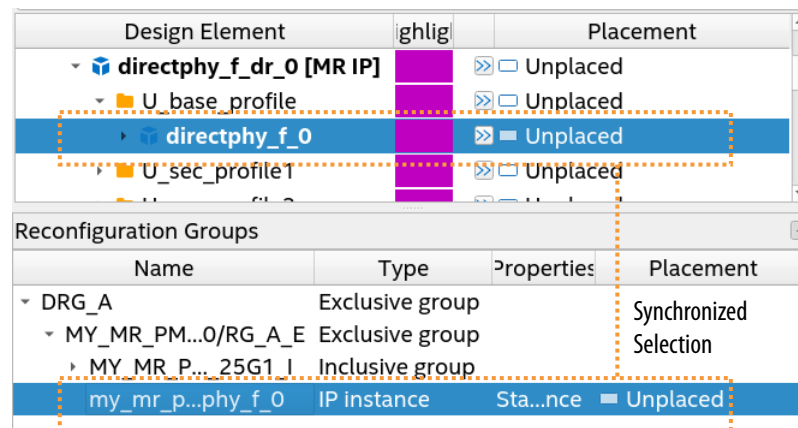 Design Element ighligl Placement
directphy_f_dr_0 [MR IP] Unplaced
U_base_profile Unplaced
directphy_f_0 Unplaced
U_sec_profile1 Unplaced
Reconfiguration Groups
Name Type Properties Placement
DRG_A Exclusive group
MY_MR_PM...0/RG_A_E Exclusive group
MY_MR_P..._25G1_I Inclusive group
my_mr_p...phy_f_0 IP instance Sta...nce Unplaced
Synchronized
Selection